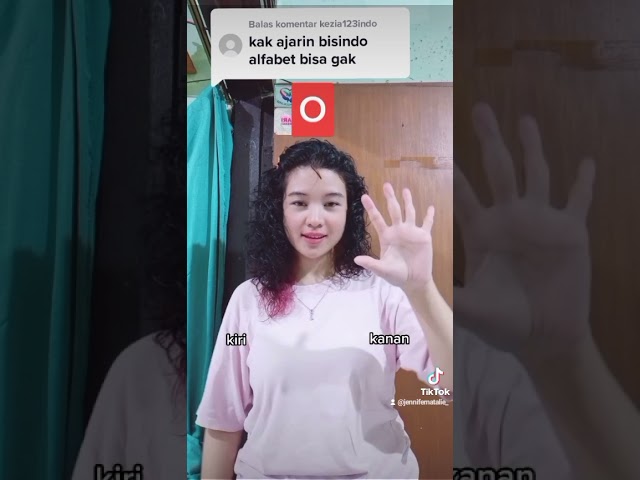 Balas komentar kezia123indo
kak ajarin bisindo
alfabet bisa gak
O
kiri
kanan
TikTok
@jennifernatalie_
kiri
kanan